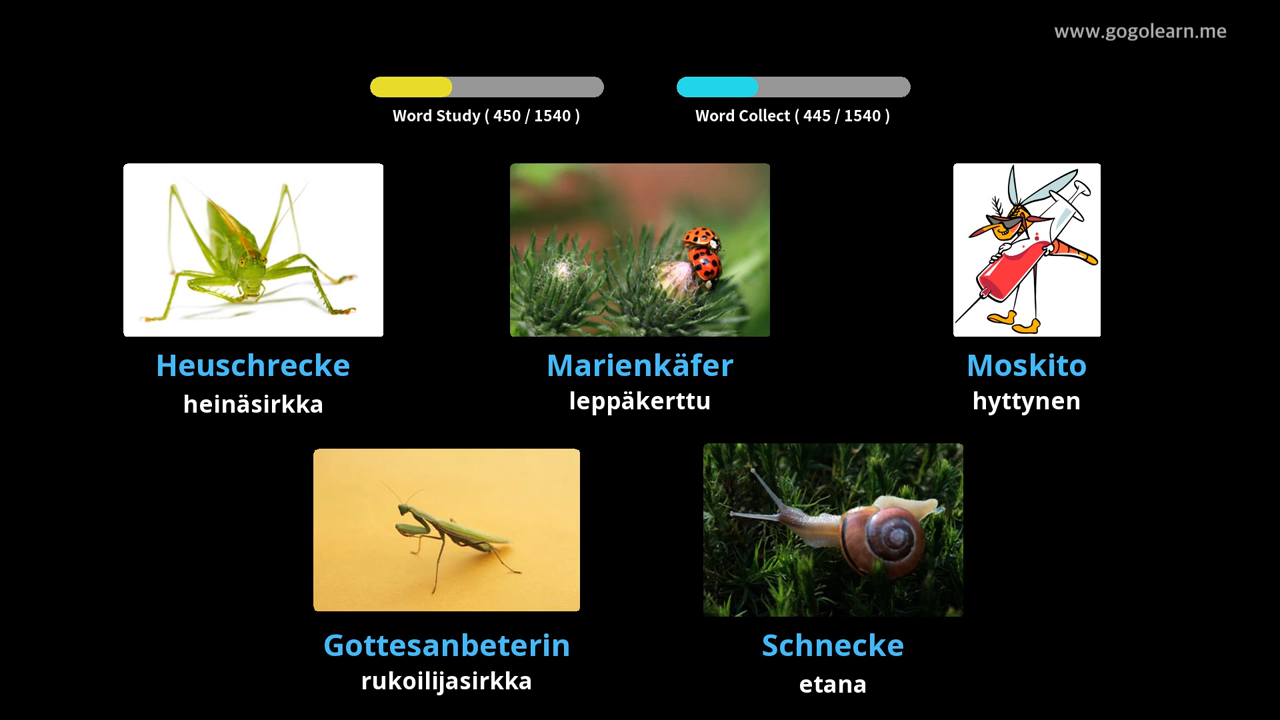 www.gogolearn.me
Word Study ( 450 / 1540 )
Word Collect ( 445 / 1540 )
Heuschrecke
heinäsirkka
Marienkäfer
leppäkerttu
Moskito
hyttynen
Gottesanbeterin
rukoilijasirkka
Schnecke
etana